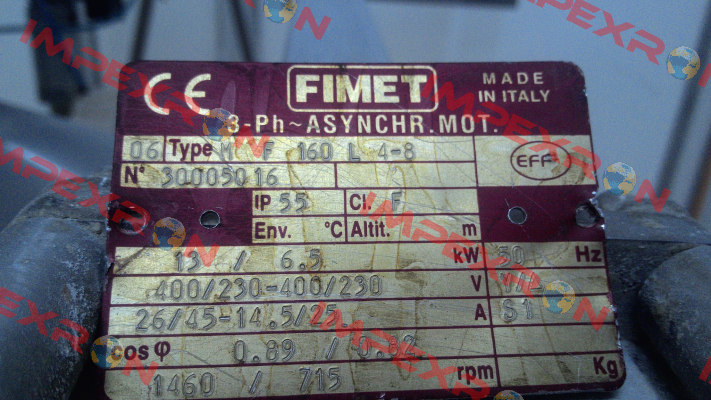 CE FIMET MADE IN ITALY
3-Ph~ASYNCHR.MOT.
06 Type M F 160 L 4-8
EFF
N° 30005016
IP 55 Cl. F
Env. °C Altit. m
13 / 6.5 kW 50 Hz
400/230-400/230 V Y/Δ
26/45-14.5/25 A S1
cos φ 0.89 / 0.62
1460 / 715 rpm Kg
IMPEXRON